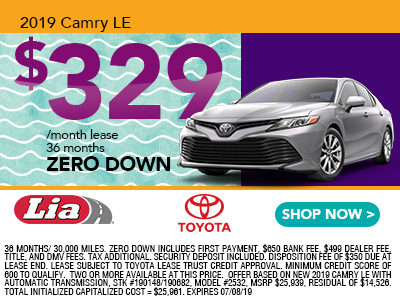 2019 Camry LE
$329
/month lease
36 months
ZERO DOWN
Lia
TOYOTA
SHOP NOW >
36 MONTHS/ 30,000 MILES. ZERO DOWN INCLUDES FIRST PAYMENT, $650 BANK FEE, $499 DEALER FEE,
TITLE, AND DMV FEES. TAX ADDITIONAL. SECURITY DEPOSIT INCLUDED. DISPOSITION FEE OF $350 DUE AT
LEASE END. LEASE SUBJECT TO TOYOTA LEASE TRUST CREDIT APPROVAL. MINIMUM CREDIT SCORE OF
600 TO QUALIFY. TWO OR MORE AVAILABLE AT THIS PRICE. OFFER BASED ON NEW 2019 CAMRY LE WITH
AUTOMATIC TRANSMISSION, STK #190148/190682, MODEL #2532, MSRP $25,939, RESIDUAL OF $14,526.
TOTAL INITIALIZED CAPITALIZED COST = $25,961. EXPIRES 07/08/19